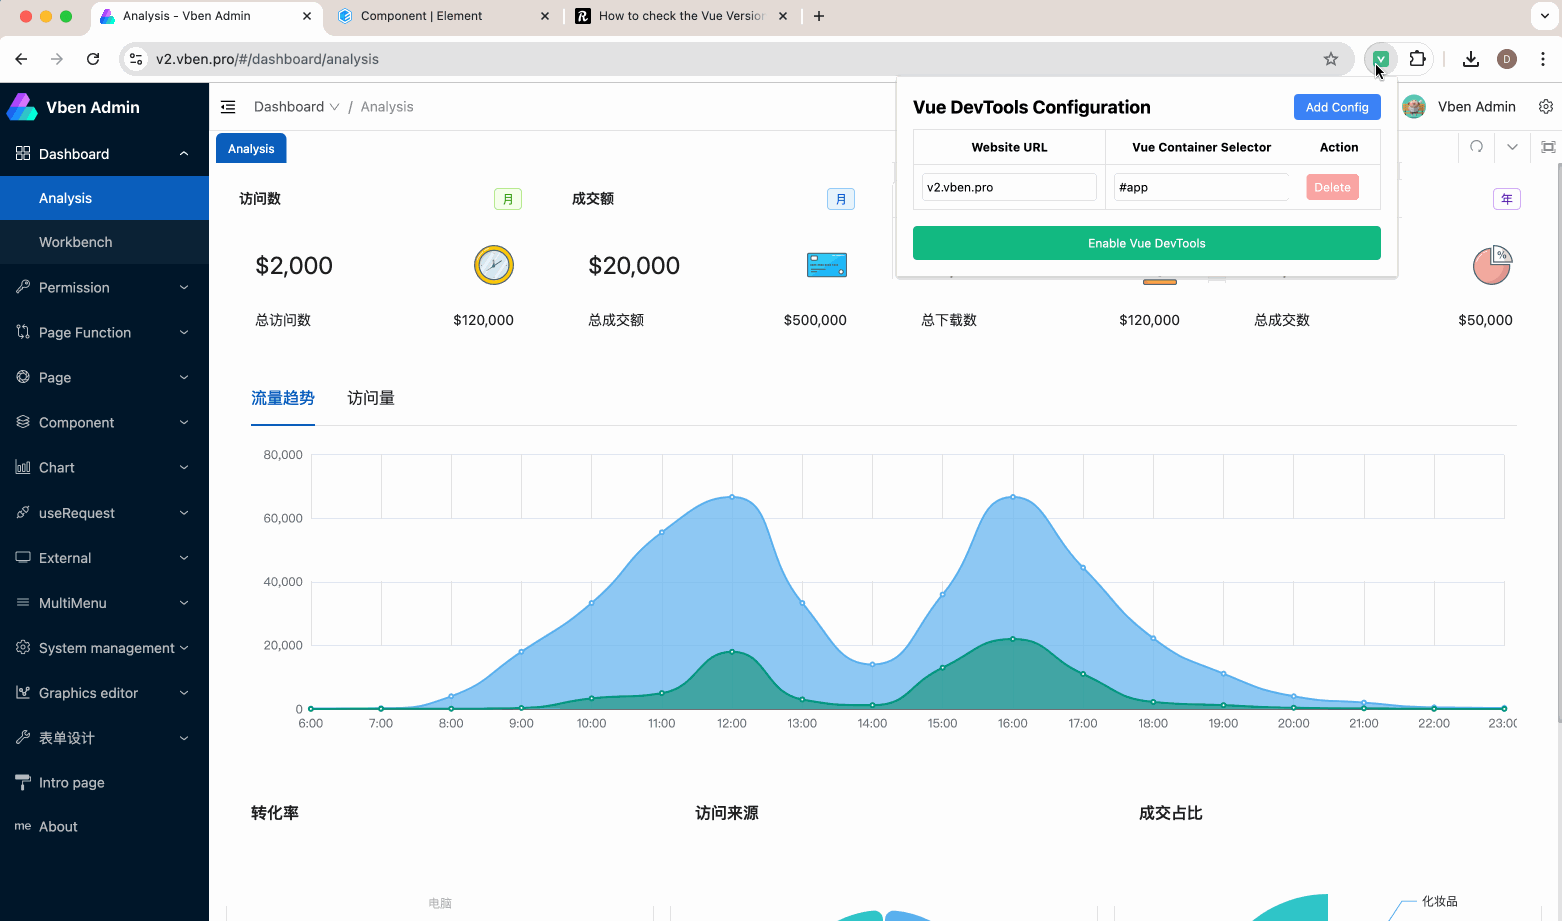 Analysis - Vben Admin
Component | Element
How to check the Vue Version
v2.vben.pro/#/dashboard/analysis
D
Vben Admin
Dashboard
Analysis
Workbench
Permission
Page Function
Page
Component
Chart
useRequest
External
MultiMenu
System management
Graphics editor
表单设计
Intro page
me About
Dashboard / Analysis
Vben Admin
Analysis
Vue DevTools Configuration
Add Config
Website URL Vue Container Selector Action
v2.vben.pro #app Delete
Enable Vue DevTools
访问数 月
$2,000
总访问数 $120,000
成交额 月
$20,000
总成交额 $500,000
总下载数 $120,000
年
%
总成交数 $50,000
流量趋势 访问量
80,000
60,000
40,000
20,000
0
6:00 7:00 8:00 9:00 10:00 11:00 12:00 13:00 14:00 15:00 16:00 17:00 18:00 19:00 20:00 21:00 22:00 23:00
转化率 访问来源 成交占比
电脑
化妆品